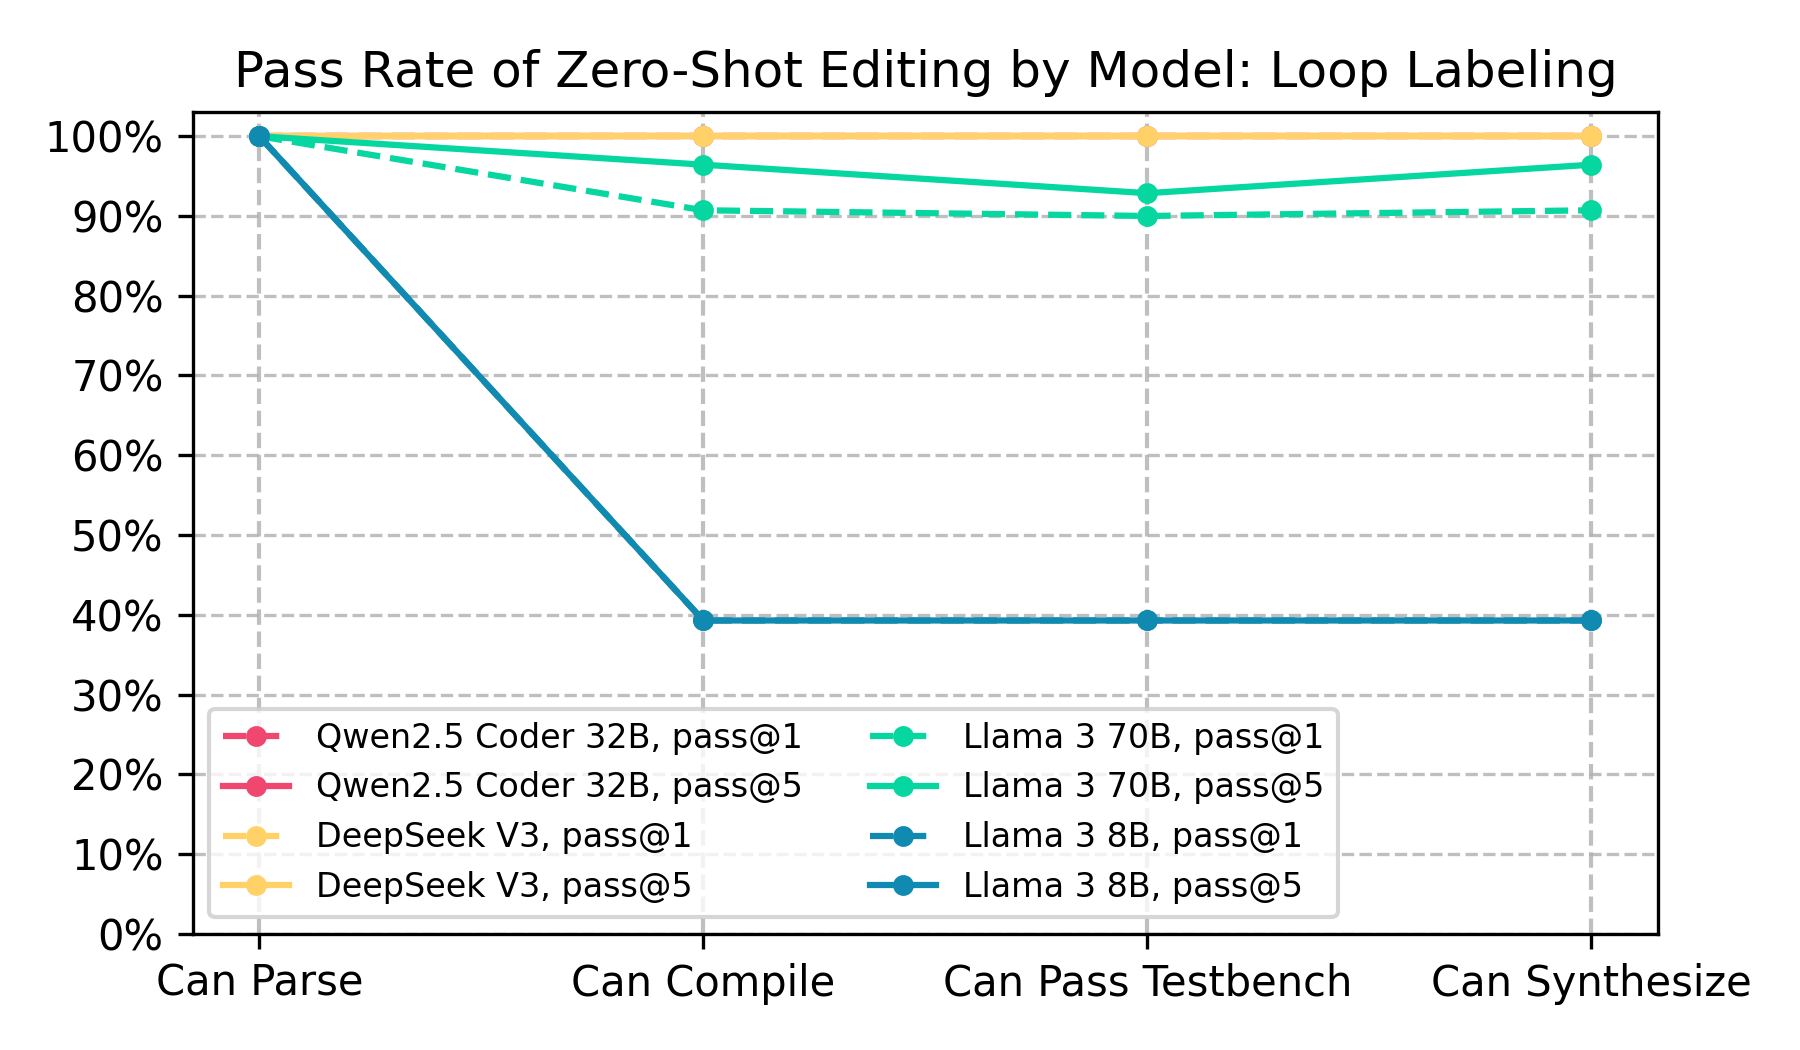 Pass Rate of Zero-Shot Editing by Model: Loop Labeling
100%
90%
80%
70%
60%
50%
40%
30%
20%
10%
0%
Qwen2.5 Coder 32B, pass@1
Qwen2.5 Coder 32B, pass@5
DeepSeek V3, pass@1
DeepSeek V3, pass@5
Llama 3 70B, pass@1
Llama 3 70B, pass@5
Llama 3 8B, pass@1
Llama 3 8B, pass@5
Can Parse
Can Compile
Can Pass Testbench
Can Synthesize